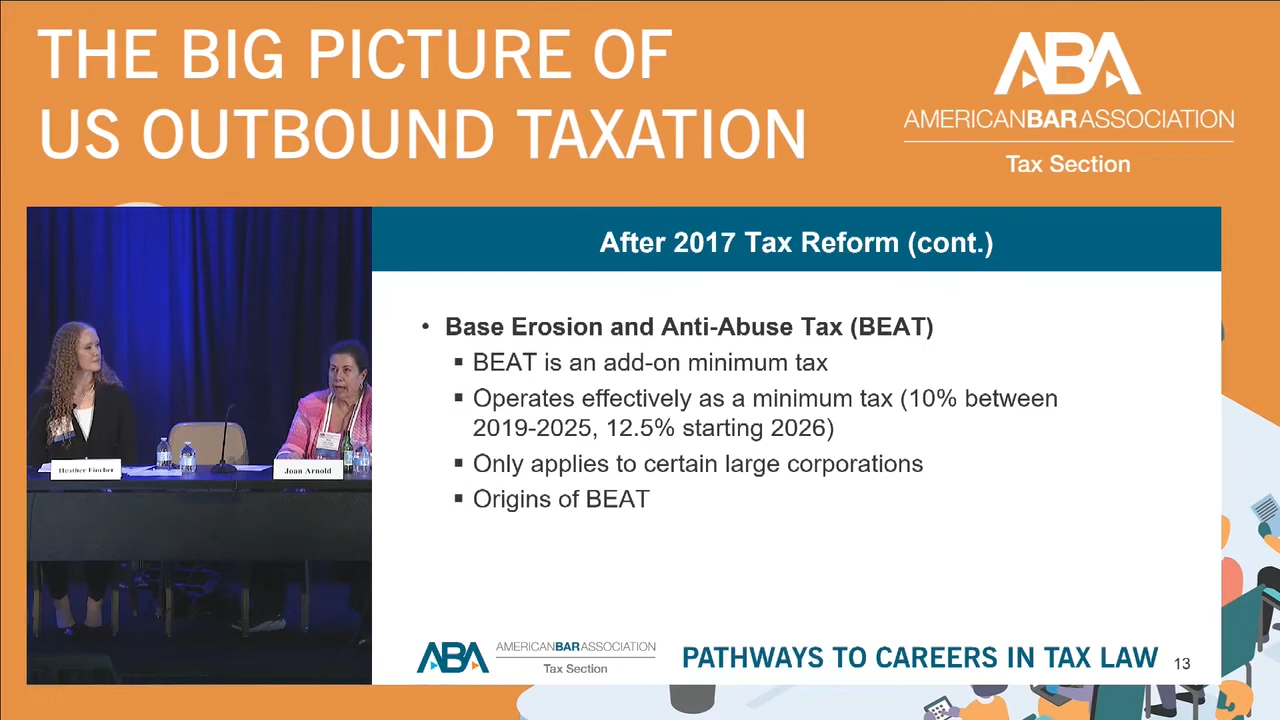 THE BIG PICTURE OF
US OUTBOUND TAXATION
ABA
AMERICANBARASSOCIATION
Tax Section
After 2017 Tax Reform (cont.)
• Base Erosion and Anti-Abuse Tax (BEAT)
▪ BEAT is an add-on minimum tax
▪ Operates effectively as a minimum tax (10% between
2019-2025, 12.5% starting 2026)
▪ Only applies to certain large corporations
▪ Origins of BEAT
Heather Fincher
Joan Arnold
ABA
AMERICANBARASSOCIATION
Tax Section
PATHWAYS TO CAREERS IN TAX LAW
13